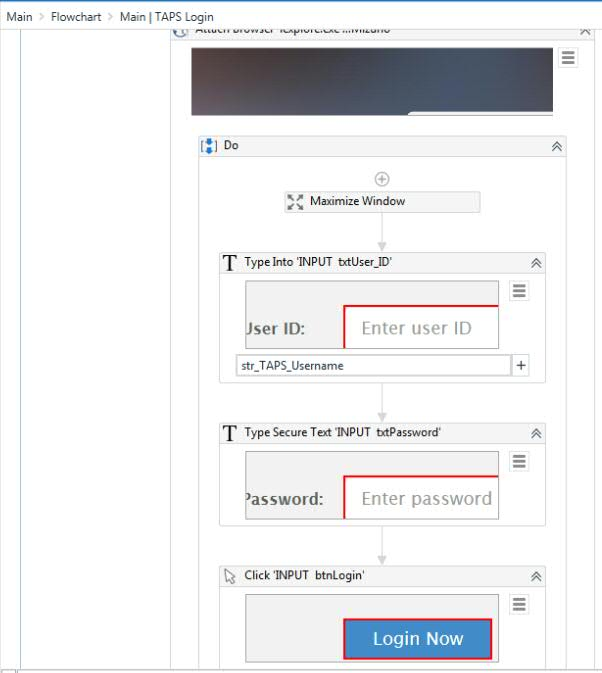 Main > Flowchart > Main | TAPS Login
Attach Browser 'iexplore.exe ...Mizuho'
Do
Maximize Window
Type Into 'INPUT txtUser_ID'
User ID:
Enter user ID
str_TAPS_Username
Type Secure Text 'INPUT txtPassword'
Password:
Enter password
Click 'INPUT btnLogin'
Login Now